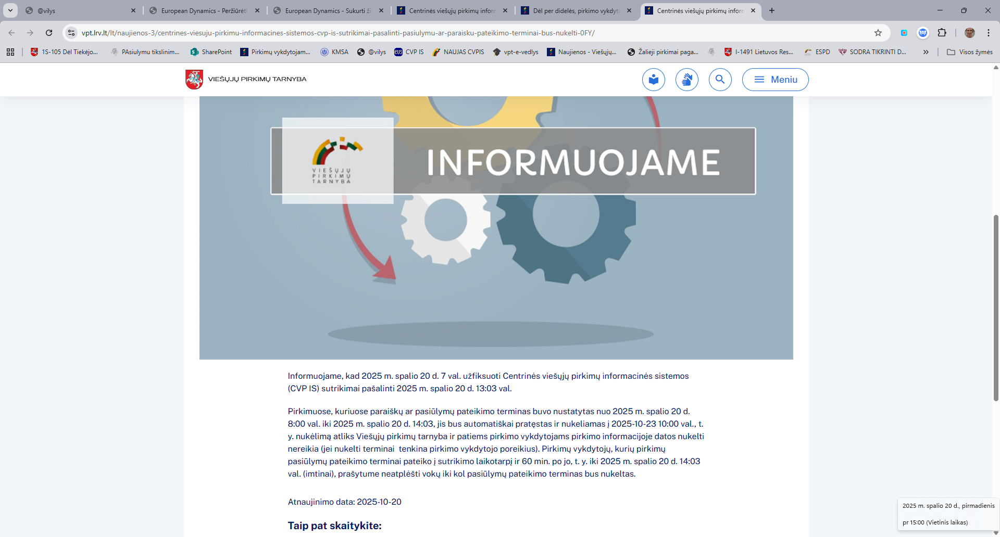 @vilys
European Dynamics - Peržiūrėti
European Dynamics - Sukurti ži
Centrinės viešųjų pirkimų inform
Dėl per didelės, pirkimo vykdyto
Centrinės viešųjų pirkimų inform
vpt.lrv.lt/lt/naujienos-3/centrines-viesuju-pirkimu-informacines-sistemos-cvp-is-sutrikimai-pasalinti-pasiulymu-ar-paraisku-pateikimo-terminai-bus-nukelti-0FY/
1S-105 Dėl Tiekėjo...
PAsiulymu tikslinim...
SharePoint
Pirkimų vykdytojam...
KMSA
@vilys
CVP IS
NAUJAS CVPIS
vpt-e-vedlys
Naujienos - Viešųjų...
Žalieji pirkimai paga...
I-1491 Lietuvos Res...
ESPD
SODRA TIKRINTI D...
Visos žymės
VIEŠŲJŲ PIRKIMŲ TARNYBA
Meniu
VIEŠŲJŲ
PIRKIMŲ
TARNYBA
INFORMUOJAME
Informuojame, kad 2025 m. spalio 20 d. 7 val. užfiksuoti Centrinės viešųjų pirkimų informacinės sistemos
(CVP IS) sutrikimai pašalinti 2025 m. spalio 20 d. 13:03 val.
Pirkimuose, kuriuose paraiškų ar pasiūlymų pateikimo terminas buvo nustatytas nuo 2025 m. spalio 20 d.
8:00 val. iki 2025 m. spalio 20 d. 14:03, jis bus automatiškai pratęstas ir nukeliamas į 2025-10-23 10:00 val., t.
y. nukėlimą atliks Viešųjų pirkimų tarnyba ir patiems pirkimo vykdytojams pirkimo informacijoje datos nukelti
nereikia (jei nukelti terminai  tenkina pirkimo vykdytojo poreikius). Pirkimų vykdytojų, kurių pirkimų
pasiūlymų pateikimo terminai pateiko į sutrikimo laikotarpį ir 60 min. po jo, t. y. iki 2025 m. spalio 20 d. 14:03
val. (imtinai), prašytume neatplėšti vokų iki kol pasiūlymų pateikimo terminas bus nukeltas.
Atnaujinimo data: 2025-10-20
Taip pat skaitykite:
2025 m. spalio 20 d., pirmadienis
pr 15:00 (Vietinis laikas)